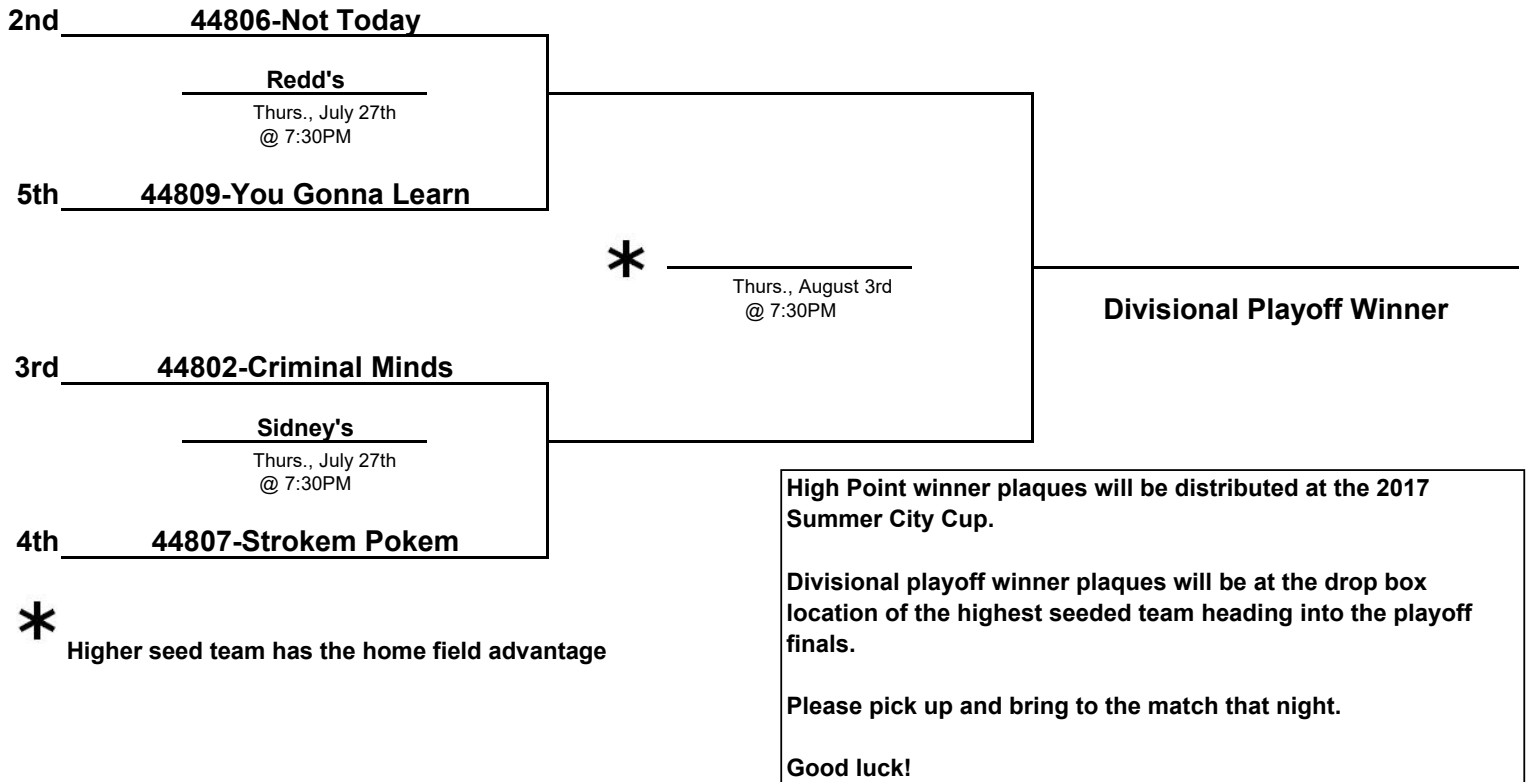 2nd 44806-Not Today
Redd's
Thurs., July 27th
@ 7:30PM
5th 44809-You Gonna Learn
*
Thurs., August 3rd
@ 7:30PM
Divisional Playoff Winner
3rd 44802-Criminal Minds
Sidney's
Thurs., July 27th
@ 7:30PM
4th 44807-Strokem Pokem
*
Higher seed team has the home field advantage
High Point winner plaques will be distributed at the 2017
Summer City Cup.
Divisional playoff winner plaques will be at the drop box
location of the highest seeded team heading into the playoff
finals.
Please pick up and bring to the match that night.
Good luck!